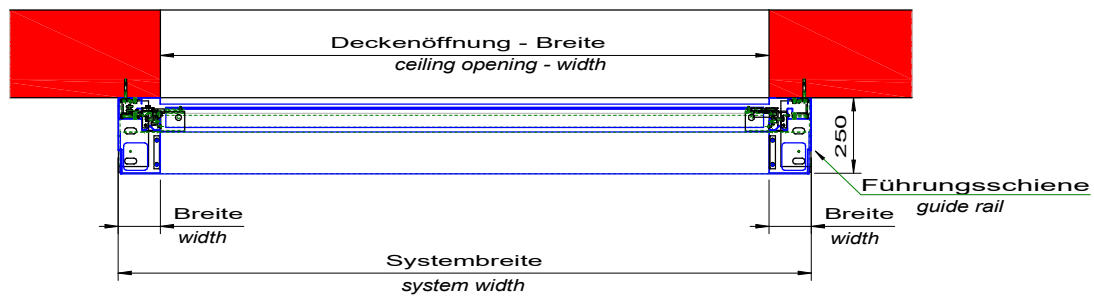 Deckenöffnung - Breite
ceiling opening - width
250
Führungsschiene
guide rail
Breite
width
Breite
width
Systembreite
system width